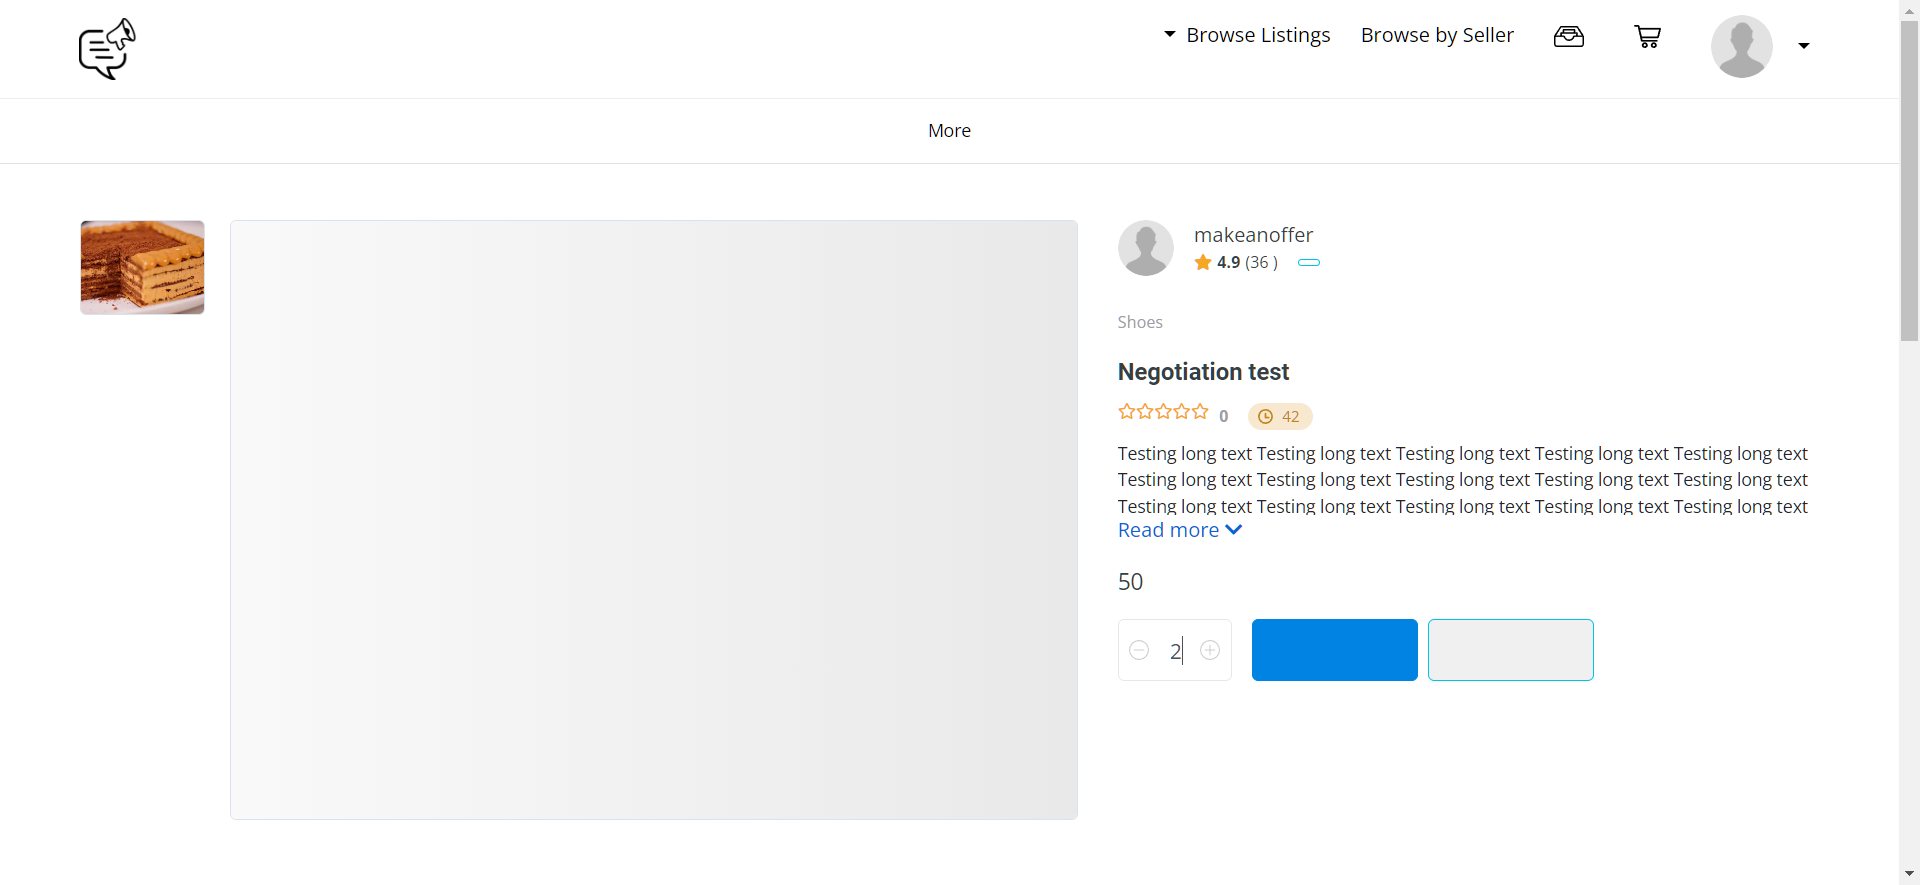 Browse Listings
Browse by Seller
More
makeanoffer
4.9 (36 )
Shoes
Negotiation test
0
42
Testing long text Testing long text Testing long text Testing long text Testing long text
Testing long text Testing long text Testing long text Testing long text Testing long text
Testing long text Testing long text Testing long text Testing long text Testing long text
Read more
50
2